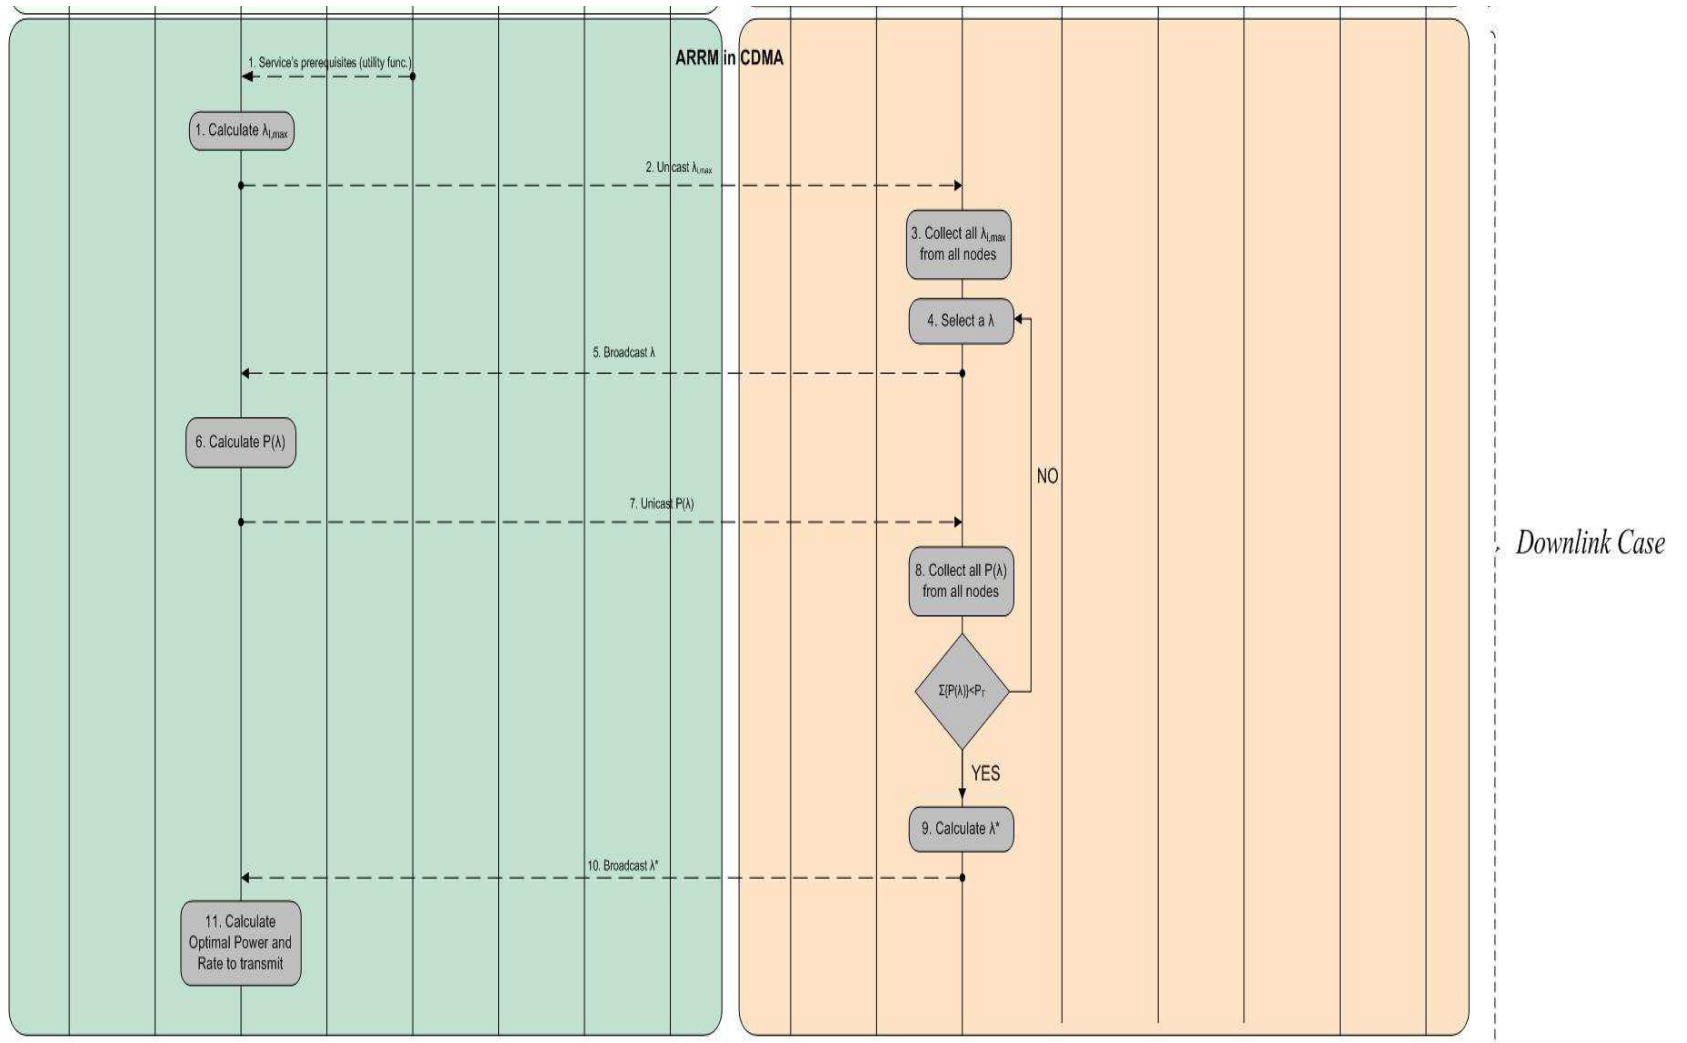 ARRM in CDMA
1. Service's prerequisites (utility func.)
1. Calculate λi,max
2. Unicast λi,max
3. Collect all λi,max
from all nodes
4. Select a λ
5. Broadcast λ
6. Calculate P(λ)
NO
7. Unicast P(λ)
Downlink Case
8. Collect all P(λ)
from all nodes
Σ{P(λ)}<PT
YES
9. Calculate λ*
10. Broadcast λ*
11. Calculate
Optimal Power and
Rate to transmit